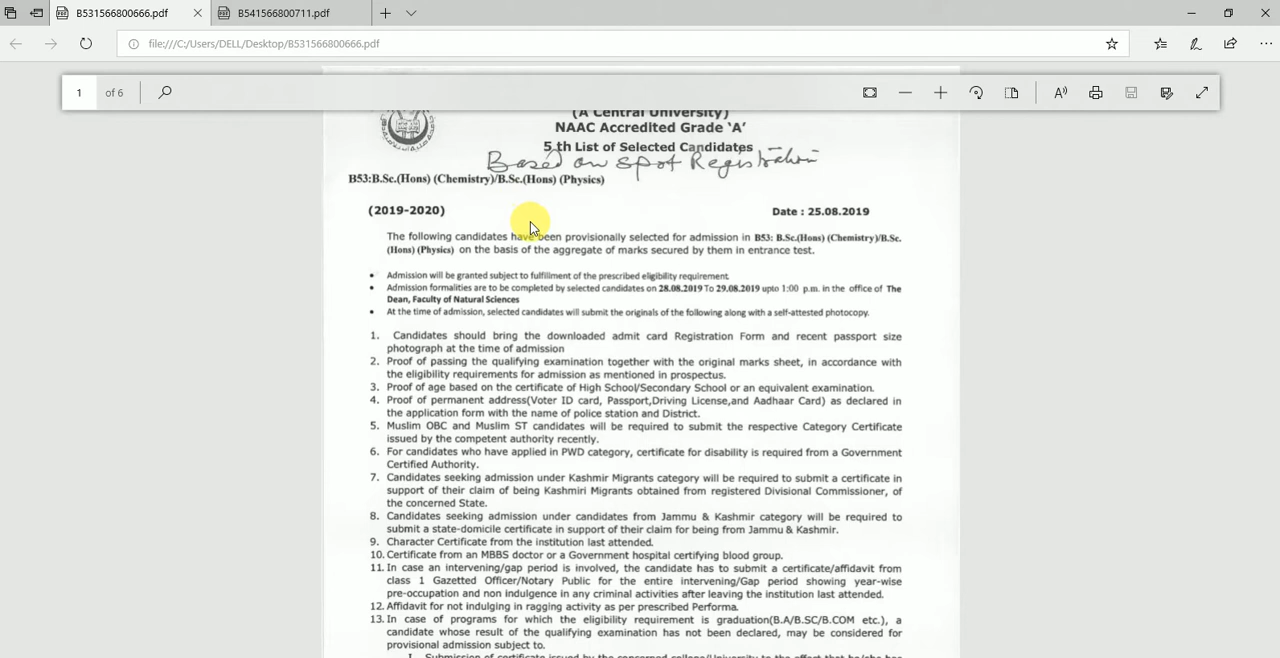 B531566800666.pdf
B541566800711.pdf
file:///C:/Users/DELL/Desktop/B531566800666.pdf
1 of 6
(A Central University)
NAAC Accredited Grade 'A'
5 th List of Selected Candidates
Based on spot Registration
B53:B.Sc.(Hons) (Chemistry)/B.Sc.(Hons) (Physics)
(2019-2020) Date : 25.08.2019
The following candidates have been provisionally selected for admission in B53: B.Sc.(Hons) (Chemistry)/B.Sc.
(Hons) (Physics) on the basis of the aggregate of marks secured by them in entrance test.
• Admission will be granted subject to fulfillment of the prescribed eligibility requirement.
• Admission formalities are to be completed by selected candidates on 28.08.2019 To 29.08.2019 upto 1:00 p.m. in the office of The
Dean, Faculty of Natural Sciences
• At the time of admission, selected candidates will submit the originals of the following along with a self-attested photocopy.
1. Candidates should bring the downloaded admit card Registration Form and recent passport size
photograph at the time of admission
2. Proof of passing the qualifying examination together with the original marks sheet, in accordance with
the eligibility requirements for admission as mentioned in prospectus.
3. Proof of age based on the certificate of High School/Secondary School or an equivalent examination.
4. Proof of permanent address(Voter ID card, Passport,Driving License,and Aadhaar Card) as declared in
the application form with the name of police station and District.
5. Muslim OBC and Muslim ST candidates will be required to submit the respective Category Certificate
issued by the competent authority recently.
6. For candidates who have applied in PWD category, certificate for disability is required from a Government
Certified Authority.
7. Candidates seeking admission under Kashmir Migrants category will be required to submit a certificate in
support of their claim of being Kashmiri Migrants obtained from registered Divisional Commissioner, of
the concerned State.
8. Candidates seeking admission under candidates from Jammu & Kashmir category will be required to
submit a state-domicile certificate in support of their claim for being from Jammu & Kashmir.
9. Character Certificate from the institution last attended.
10. Certificate from an MBBS doctor or a Government hospital certifying blood group.
11. In case an intervening/gap period is involved, the candidate has to submit a certificate/affidavit from
class 1 Gazetted Officer/Notary Public for the entire intervening/Gap period showing year-wise
pre-occupation and non indulgence in any criminal activities after leaving the institution last attended.
12. Affidavit for not indulging in ragging activity as per prescribed Performa.
13. In case of programs for which the eligibility requirement is graduation(B.A/B.SC/B.COM etc.), a
candidate whose result of the qualifying examination has not been declared, may be considered for
provisional admission subject to.
I. Submission of certificate issued by the concerned college/University to the effect that he/she has